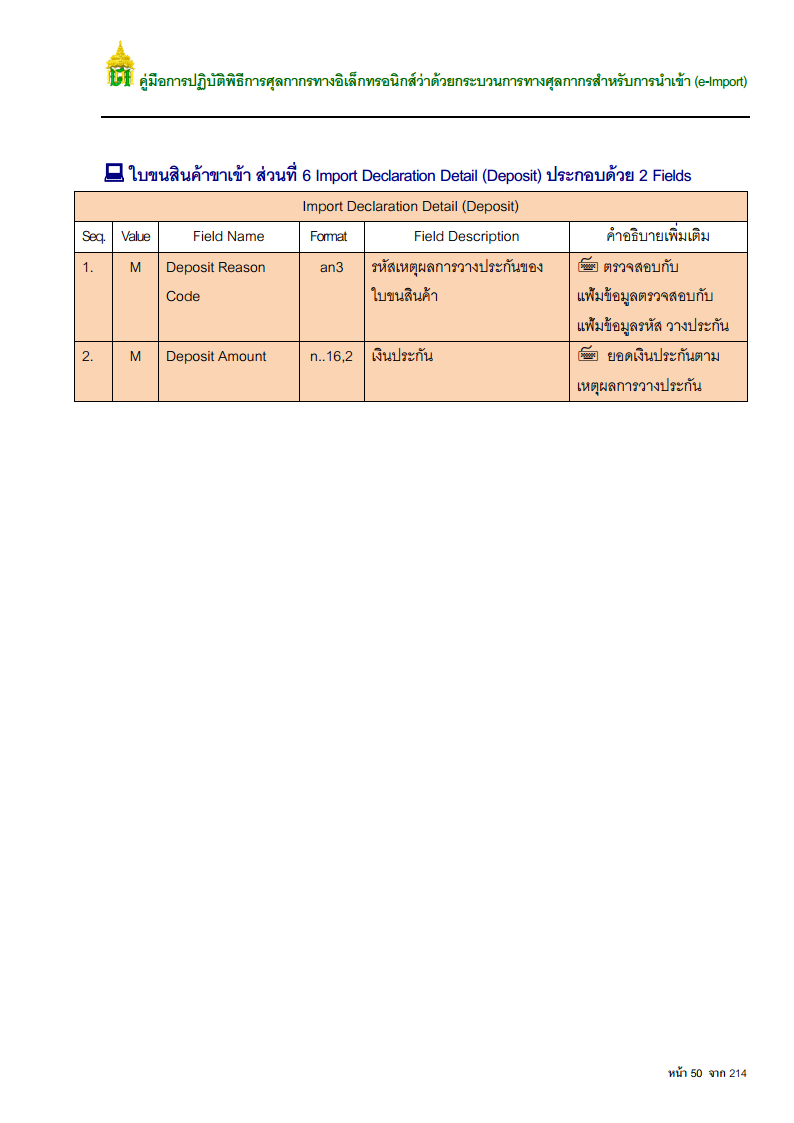 คู่มือการปฏิบัติพิธีการศุลกากรทางอิเล็กทรอนิกส์ว่าด้วยกระบวนการทางศุลกากรสำหรับการนำเข้า (e-Import)
ใบขนสินค้าขาเข้า ส่วนที่ 6 Import Declaration Detail (Deposit) ประกอบด้วย 2 Fields
Import Declaration Detail (Deposit)
Seq. Value Field Name Format Field Description คำอธิบายเพิ่มเติม
1. M Deposit Reason an3 รหัสเหตุผลการวางประกันของ ตรวจสอบกับ
Code ใบขนสินค้า แฟ้มข้อมูลตรวจสอบกับ
แฟ้มข้อมูลรหัส วางประกัน
2. M Deposit Amount n..16,2 เงินประกัน ยอดเงินประกันตาม
เหตุผลการวางประกัน
หน้า 50 จาก 214